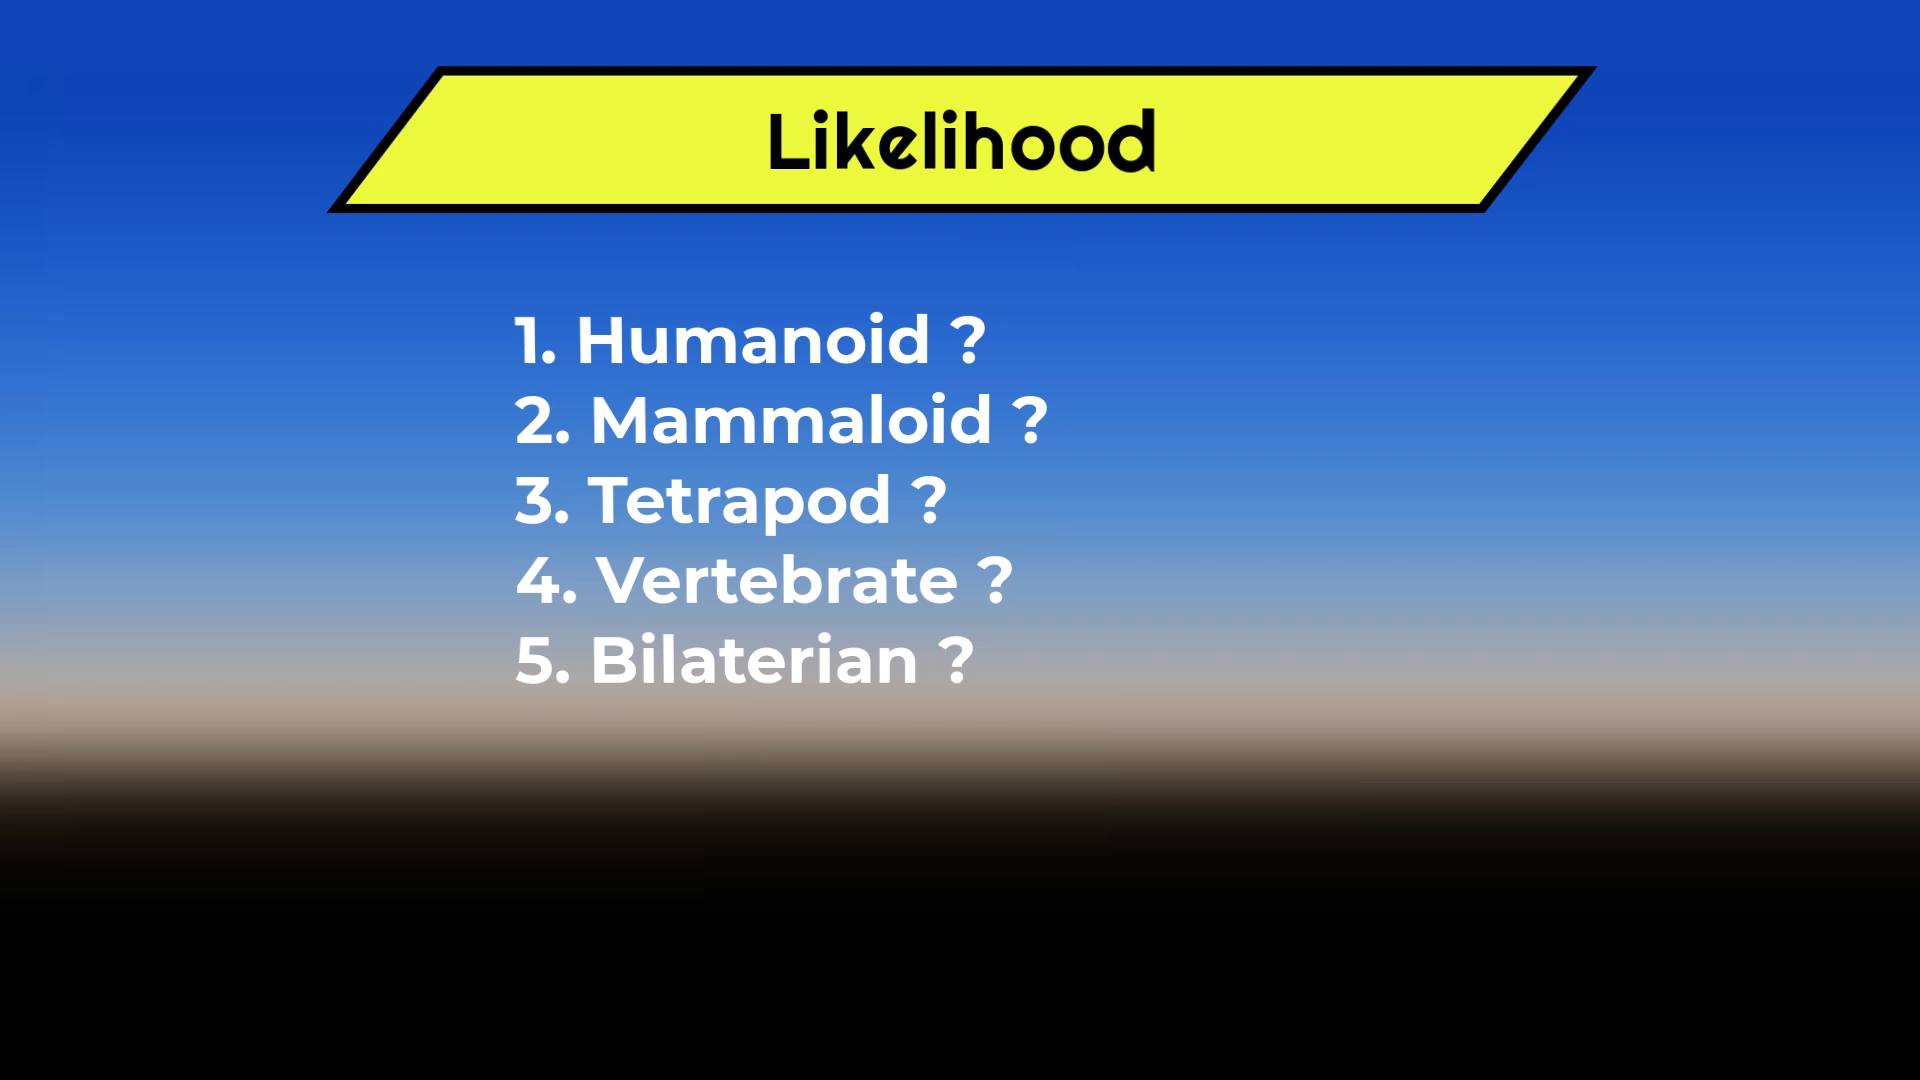 Likelihood
1. Humanoid ?
2. Mammaloid ?
3. Tetrapod ?
4. Vertebrate ?
5. Bilaterian ?